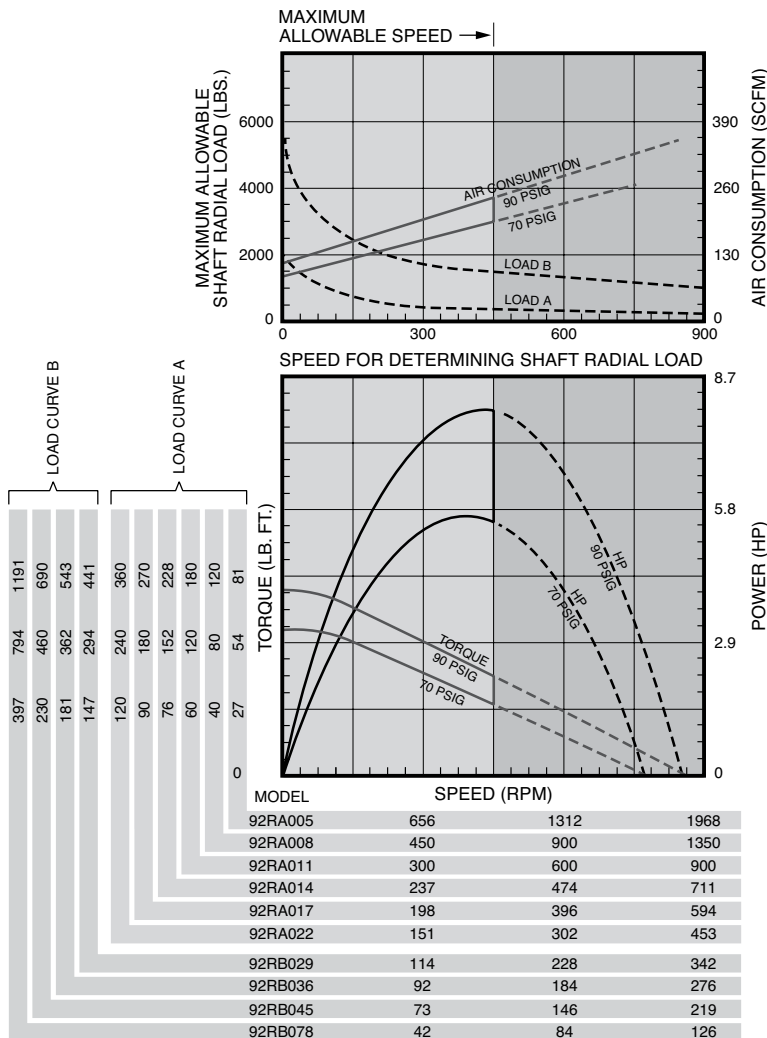 MAXIMUM
ALLOWABLE SPEED
MAXIMUM ALLOWABLE
SHAFT RADIAL LOAD (LBS.)
6000
4000
2000
0
AIR CONSUMPTION
90 PSIG
70 PSIG
LOAD B
LOAD A
390
260
130
0
AIR CONSUMPTION (SCFM)
0 300 600 900
SPEED FOR DETERMINING SHAFT RADIAL LOAD
LOAD CURVE B
LOAD CURVE A
1191 690 543 441 360 270 228 180 120 81
794 460 362 294 240 180 152 120 80 54
397 230 181 147 120 90 76 60 40 27
0
TORQUE (LB. FT.)
HP
90 PSIG
HP
70 PSIG
TORQUE
90 PSIG
70 PSIG
8.7
5.8
2.9
0
POWER (HP)
MODEL SPEED (RPM)
92RA005 656 1312 1968
92RA008 450 900 1350
92RA011 300 600 900
92RA014 237 474 711
92RA017 198 396 594
92RA022 151 302 453
92RB029 114 228 342
92RB036 92 184 276
92RB045 73 146 219
92RB078 42 84 126